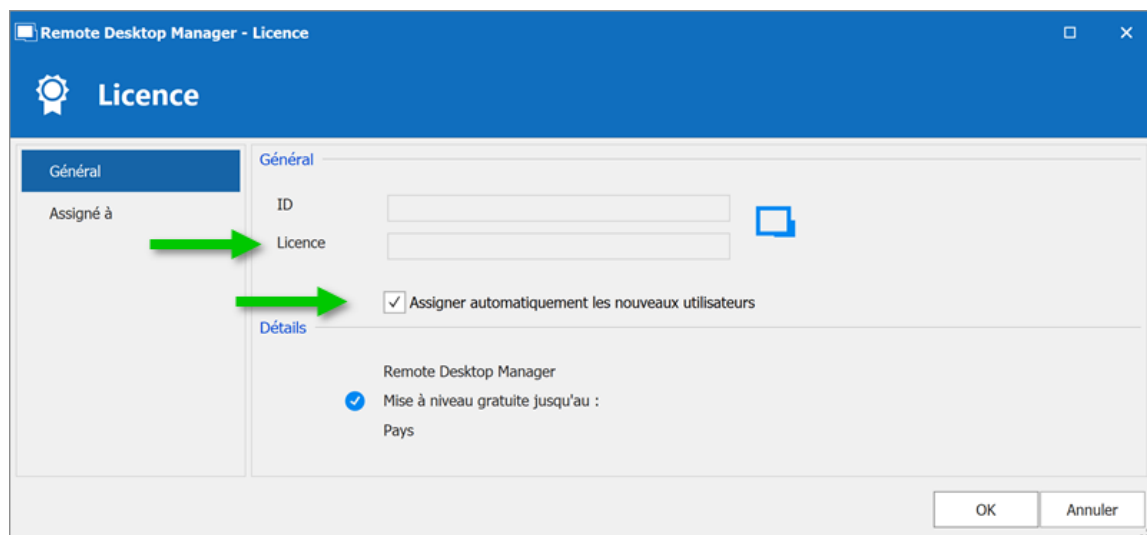 Remote Desktop Manager - Licence
Licence
Général
Assigné à
Général
ID
Licence
Assigner automatiquement les nouveaux utilisateurs
Détails
Remote Desktop Manager
Mise à niveau gratuite jusqu'au :
Pays
OK
Annuler